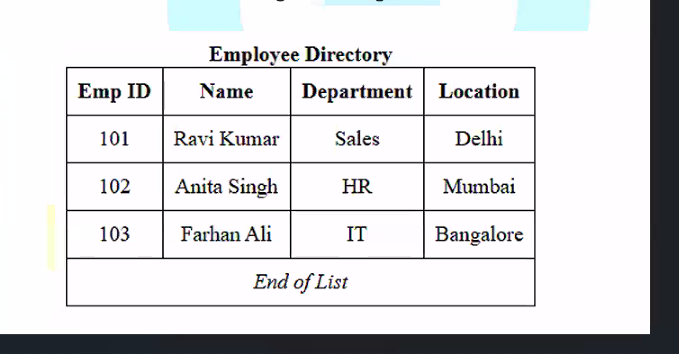 Employee Directory
Emp ID Name Department Location
101 Ravi Kumar Sales Delhi
102 Anita Singh HR Mumbai
103 Farhan Ali IT Bangalore
End of List